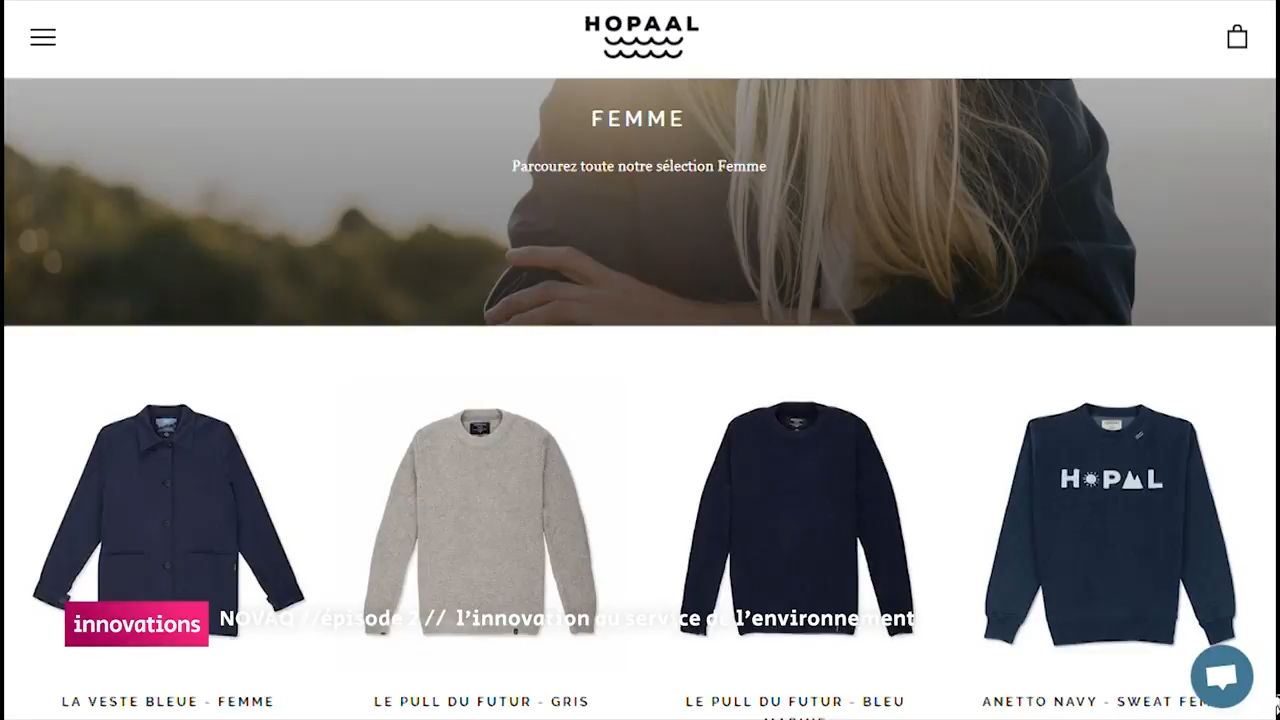 HOPAAL
FEMME
Parcourez toute notre sélection Femme
HOPAAL
innovations
NOVAQ // épisode 2 // l'innovation au service de l'environnement
LA VESTE BLEUE - FEMME
LE PULL DU FUTUR - GRIS
LE PULL DU FUTUR - BLEU
ANETTO NAVY - SWEAT